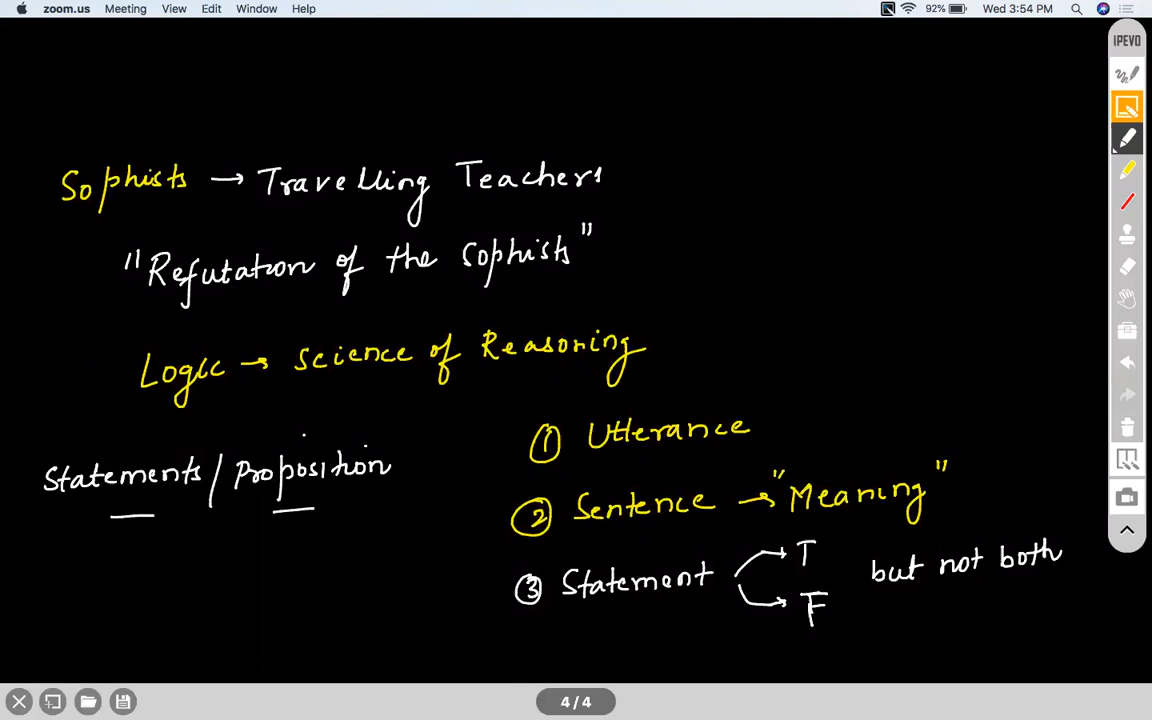 zoom.us Meeting View Edit Window Help 92% Wed 3:54 PM
IPEVO
Sophists → Travelling Teachers
"Refutation of the Sophists"
Logic → Science of Reasoning
Statements/Proposition
① Utterance
② Sentence → "Meaning"
③ Statement T
F but not both
4/4